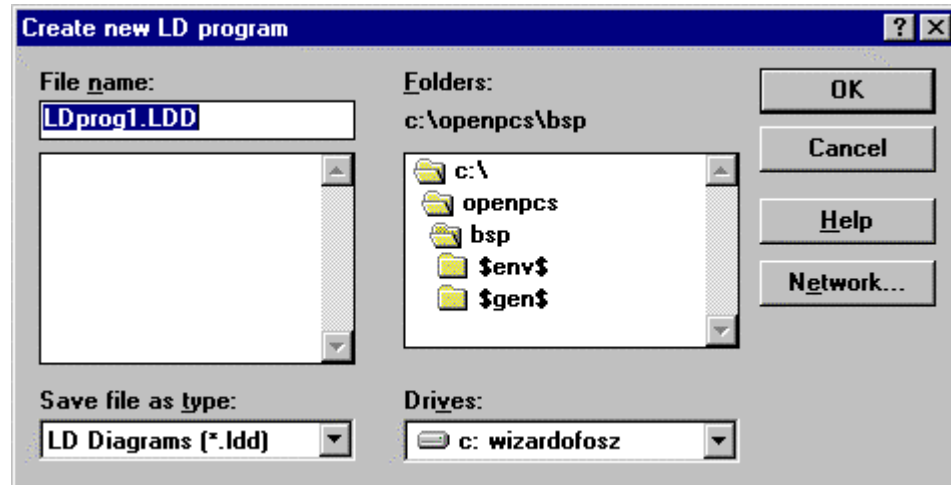 Create new LD program
File name:
LDprog1.LDD
Folders:
c:\openpcs\bsp
c:\
openpcs
bsp
$env$
$gen$
OK
Cancel
Help
Network...
Save file as type:
LD Diagrams (*.ldd)
Drives:
c: wizardofosz